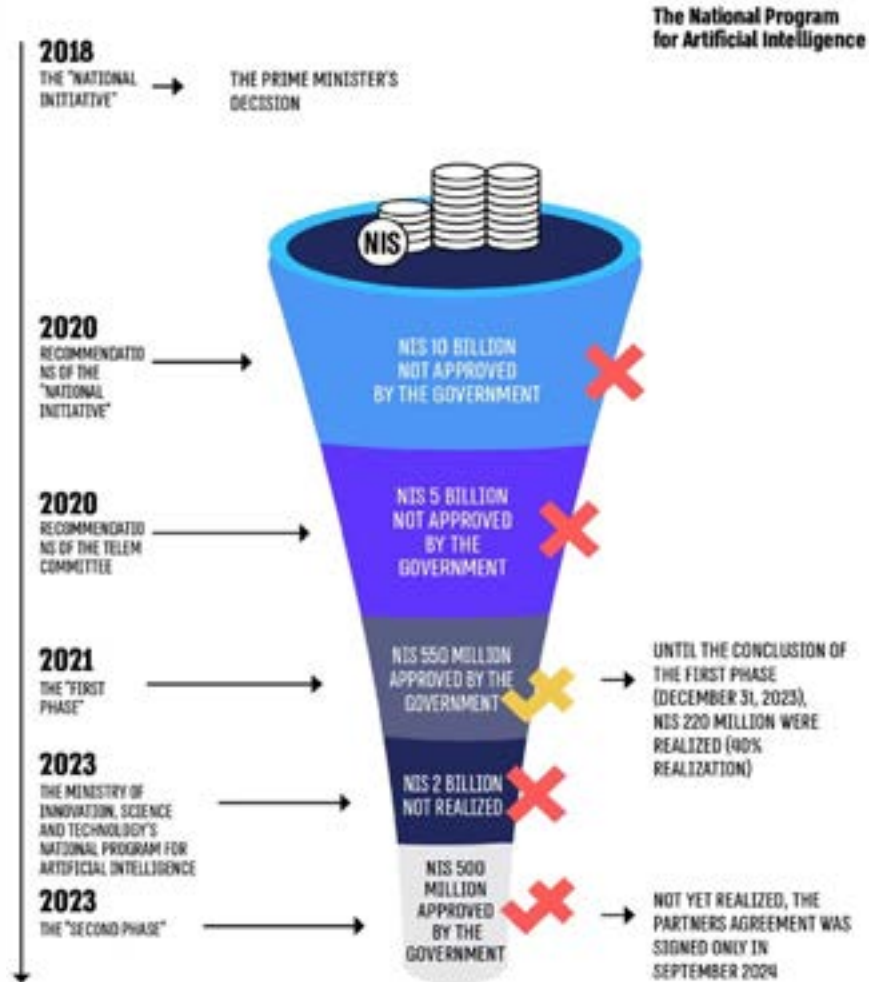 The National Program
for Artificial Intelligence
2018
THE "NATIONAL
INITIATIVE"
THE PRIME MINISTER'S
DECISION
NIS
2020
RECOMMENDATIO
NS OF THE
"NATIONAL
INITIATIVE"
NIS 10 BILLION
NOT APPROVED
BY THE GOVERNMENT
2020
RECOMMENDATIO
NS OF THE TELEM
COMMITTEE
NIS 5 BILLION
NOT APPROVED
BY THE
GOVERNMENT
2021
THE "FIRST
PHASE"
NIS 550 MILLION
APPROVED BY THE
GOVERNMENT
UNTIL THE CONCLUSION OF
THE FIRST PHASE
(DECEMBER 31, 2023),
NIS 220 MILLION WERE
REALIZED (40%
REALIZATION)
2023
THE MINISTRY OF
INNOVATION, SCIENCE
AND TECHNOLOGY'S
NATIONAL PROGRAM FOR
ARTIFICIAL INTELLIGENCE
NIS 2 BILLION
NOT REALIZED
2023
THE "SECOND PHASE"
NIS 500
MILLION
APPROVED
BY THE
GOVERNMENT
NOT YET REALIZED, THE
PARTNERS AGREEMENT WAS
SIGNED ONLY IN
SEPTEMBER 2024